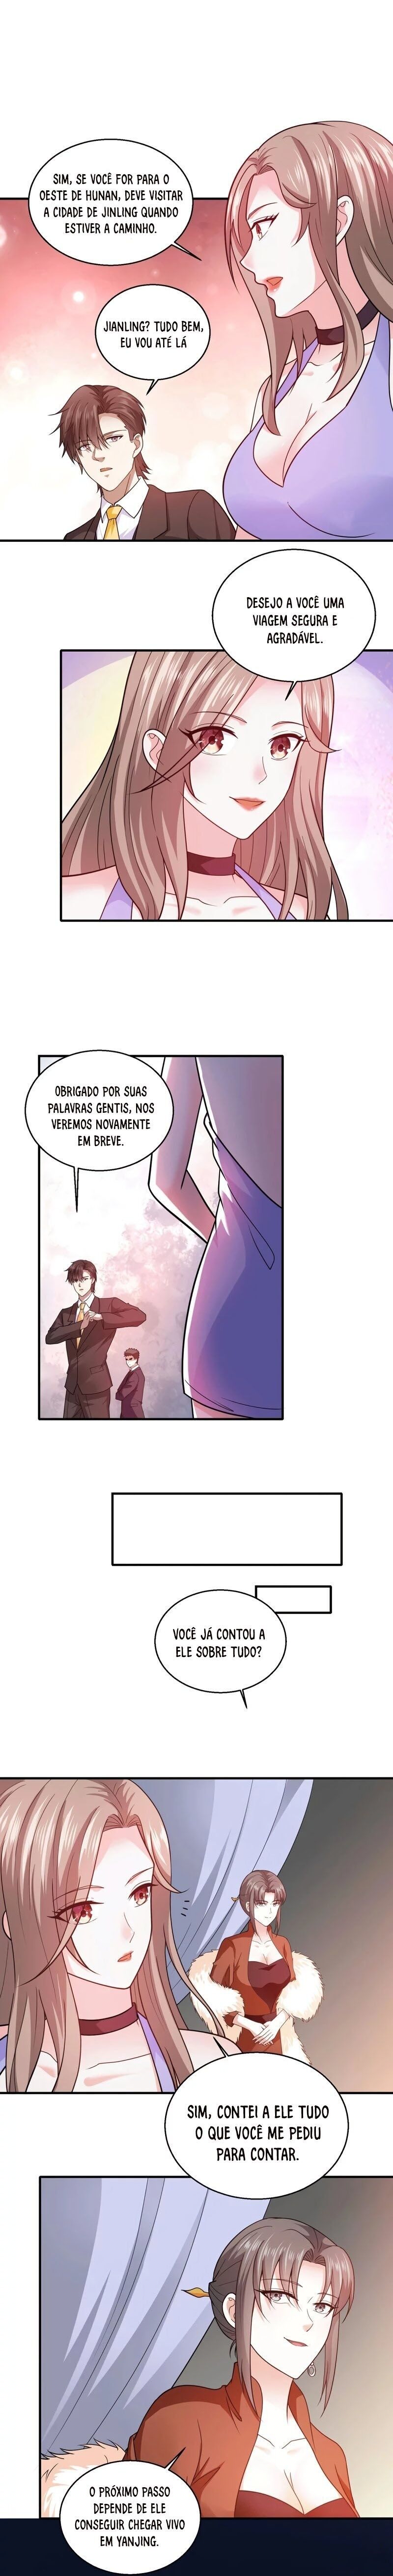 SIM, SE VOCÊ FOR PARA O
OESTE DE HUNAN, DEVE VISITAR
A CIDADE DE JINLING QUANDO
ESTIVER A CAMINHO.
JIANLING? TUDO BEM,
EU VOU ATÉ LÁ
DESEJO A VOCÊ UMA
VIAGEM SEGURA E
AGRADÁVEL.
OBRIGADO POR SUAS
PALAVRAS GENTIS, NOS
VEREMOS NOVAMENTE
EM BREVE.
VOCÊ JÁ CONTOU A
ELE SOBRE TUDO?
SIM, CONTEI A ELE TUDO
O QUE VOCÊ ME PEDIU
PARA CONTAR.
O PRÓXIMO PASSO
DEPENDE DE ELE
CONSEGUIR CHEGAR VIVO
EM YANJING.